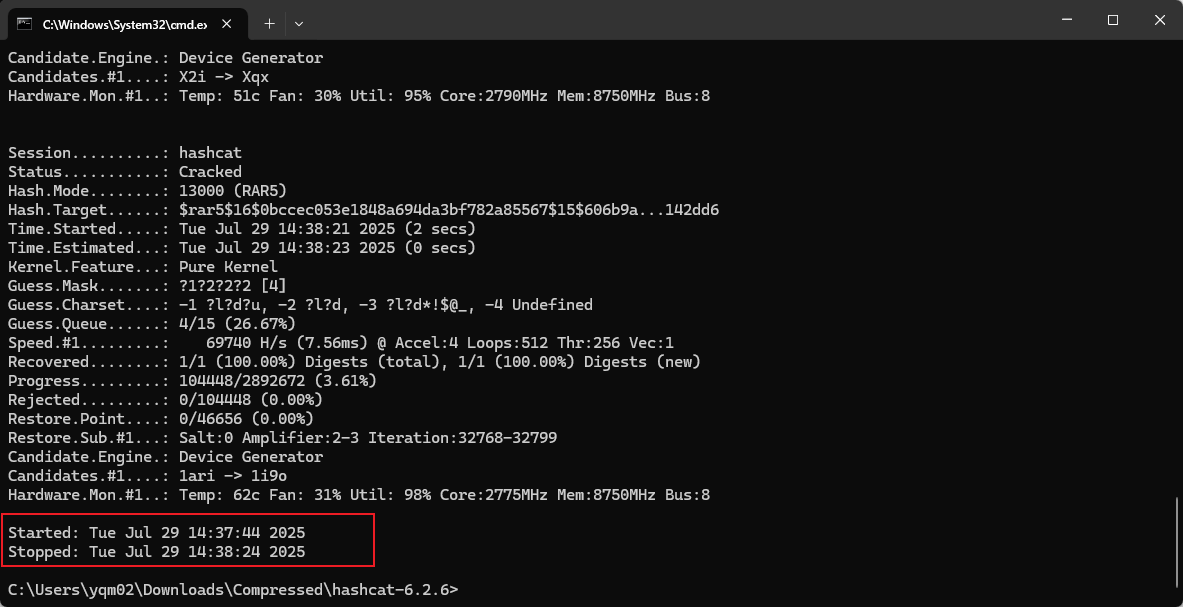 C:\Windows\System32\cmd.ex
Candidate.Engine.: Device Generator
Candidates.#1....: X2i -> Xqx
Hardware.Mon.#1..: Temp: 51c Fan: 30% Util: 95% Core:2790MHz Mem:8750MHz Bus:8
Session..........: hashcat
Status...........: Cracked
Hash.Mode........: 13000 (RAR5)
Hash.Target......: $rar5$16$0bccec053e1848a694da3bf782a85567$15$606b9a...142dd6
Time.Started.....: Tue Jul 29 14:38:21 2025 (2 secs)
Time.Estimated...: Tue Jul 29 14:38:23 2025 (0 secs)
Kernel.Feature...: Pure Kernel
Guess.Mask.......: ?1?2?2?2 [4]
Guess.Charset....: -1 ?l?d?u, -2 ?l?d, -3 ?l?d*!$@_, -4 Undefined
Guess.Queue......: 4/15 (26.67%)
Speed.#1.........:    69740 H/s (7.56ms) @ Accel:4 Loops:512 Thr:256 Vec:1
Recovered........: 1/1 (100.00%) Digests (total), 1/1 (100.00%) Digests (new)
Progress.........: 104448/2892672 (3.61%)
Rejected.........: 0/104448 (0.00%)
Restore.Point....: 0/46656 (0.00%)
Restore.Sub.#1...: Salt:0 Amplifier:2-3 Iteration:32768-32799
Candidate.Engine.: Device Generator
Candidates.#1....: 1ari -> 1i9o
Hardware.Mon.#1..: Temp: 62c Fan: 31% Util: 98% Core:2775MHz Mem:8750MHz Bus:8
Started: Tue Jul 29 14:37:44 2025
Stopped: Tue Jul 29 14:38:24 2025
C:\Users\yqm02\Downloads\Compressed\hashcat-6.2.6>